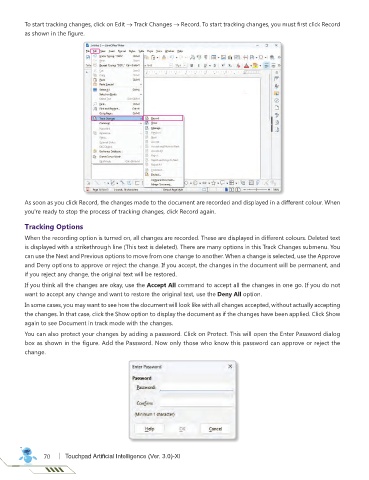 To start tracking changes, click on Edit → Track Changes → Record. To start tracking changes, you must first click Record
as shown in the figure.
As soon as you click Record, the changes made to the document are recorded and displayed in a different colour. When
you're ready to stop the process of tracking changes, click Record again.
Tracking Options
When the recording option is turned on, all changes are recorded. These are displayed in different colours. Deleted text
is displayed with a strikethrough line (This text is deleted). There are many options in this Track Changes submenu. You
can use the Next and Previous options to move from one change to another. When a change is selected, use the Approve
and Deny options to approve or reject the change. If you accept, the changes in the document will be permanent, and
if you reject any change, the original text will be restored.
If you think all the changes are okay, use the Accept All command to accept all the changes in one go. If you do not
want to accept any change and want to restore the original text, use the Deny All option.
In some cases, you may want to see how the document will look like with all changes accepted, without actually accepting
the changes. In that case, click the Show option to display the document as if the changes have been applied. Click Show
again to see Document in track mode with the changes.
You can also protect your changes by adding a password. Click on Protect. This will open the Enter Password dialog
box as shown in the figure. Add the Password. Now only those who know this password can approve or reject the
change.
Enter Password
Password
Password:
Confirm:
(Minimum 1 character)
Help OK Cancel
70 Touchpad Artificial Intelligence (Ver. 3.0)-XI